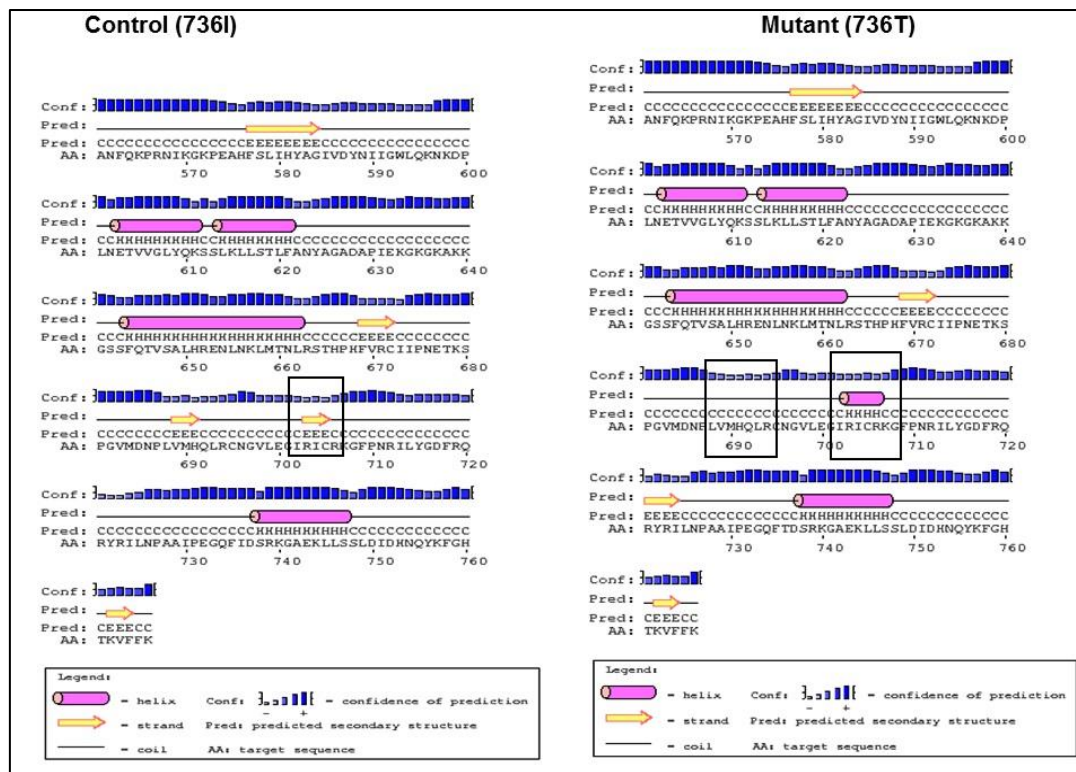 Control (736I)
Conf:
Pred:
Pred: CCCCCCCCCCCCCCCCEEEEEEEECCCCCCCCCCCCCCCC
AA: ANFQKPRNIKGKPEAHFSLIHYAGIVDYNIIGWLQKNKDP
570 580 590 600
Conf:
Pred:
Pred: CCHHHHHHHHHCCHHHHHHHHHCCCCCCCCCCCCCCCCCC
AA: LNETVVGLYQKSSLKLLSTLFANYAGADAPIEKGKGKAKK
610 620 630 640
Conf:
Pred:
Pred: CCCHHHHHHHHHHHHHHHHHHHCCCCCCEEEECCCCCCCC
AA: GSSFQTVSALHRENLNKLMTNLRSTHPHFVRCIIPNETKS
650 660 670 680
Conf:
Pred:
Pred: CCCCCCCCEEECCCCCCCCCCCEEECCCCCCCCCCCCCCC
AA: PGVMDNPLVMHQLRCNGVLEGIRICRKGFPNRILYGDFRQ
690 700 710 720
Conf:
Pred:
Pred: CCCCCCCCCCCCCCCCCHHHHHHHHHHCCCCCCCCCCCCC
AA: RYRILNPAAIPEGQFIDSRKGAEKLLSSLDIDHNQYKFGH
730 740 750 760
Conf:
Pred:
Pred: CEEECC
AA: TKVFFK
Legend:
- helix Conf: - + - confidence of prediction
- strand Pred: predicted secondary structure
- coil AA: target sequence
Mutant (736T)
Conf:
Pred:
Pred: CCCCCCCCCCCCCCCCEEEEEEEECCCCCCCCCCCCCCCC
AA: ANFQKPRNIKGKPEAHFSLIHYAGIVDYNIIGWLQKNKDP
570 580 590 600
Conf:
Pred:
Pred: CCHHHHHHHHHCCHHHHHHHHHHCCCCCCCCCCCCCCCCC
AA: LNETVVGLYQKSSLKLLSTLFANYAGADAPIEKGKGKAKK
610 620 630 640
Conf:
Pred:
Pred: CCCHHHHHHHHHHHHHHHHHHHCCCCCCEEEECCCCCCCC
AA: GSSFQTVSALHRENLNKLMTNLRSTHPHFVRCIIPNETKS
650 660 670 680
Conf:
Pred:
Pred: CCCCCCCCCCCCCCCCCCCCCCHHHHCCCCCCCCCCCCCC
AA: PGVMDNPLVMHQLRCNGVLEGIRICRKGFPNRILYGDFRQ
690 700 710 720
Conf:
Pred:
Pred: EEEECCCCCCCCCCCCCHHHHHHHHHHCCCCCCCCCCCCC
AA: RYRILNPAAIPEGQFTDSRKGAEKLLSSLDIDHNQYKFGH
730 740 750 760
Conf:
Pred:
Pred: CEEECC
AA: TKVFFK
Legend:
- helix Conf: - + - confidence of prediction
- strand Pred: predicted secondary structure
- coil AA: target sequence